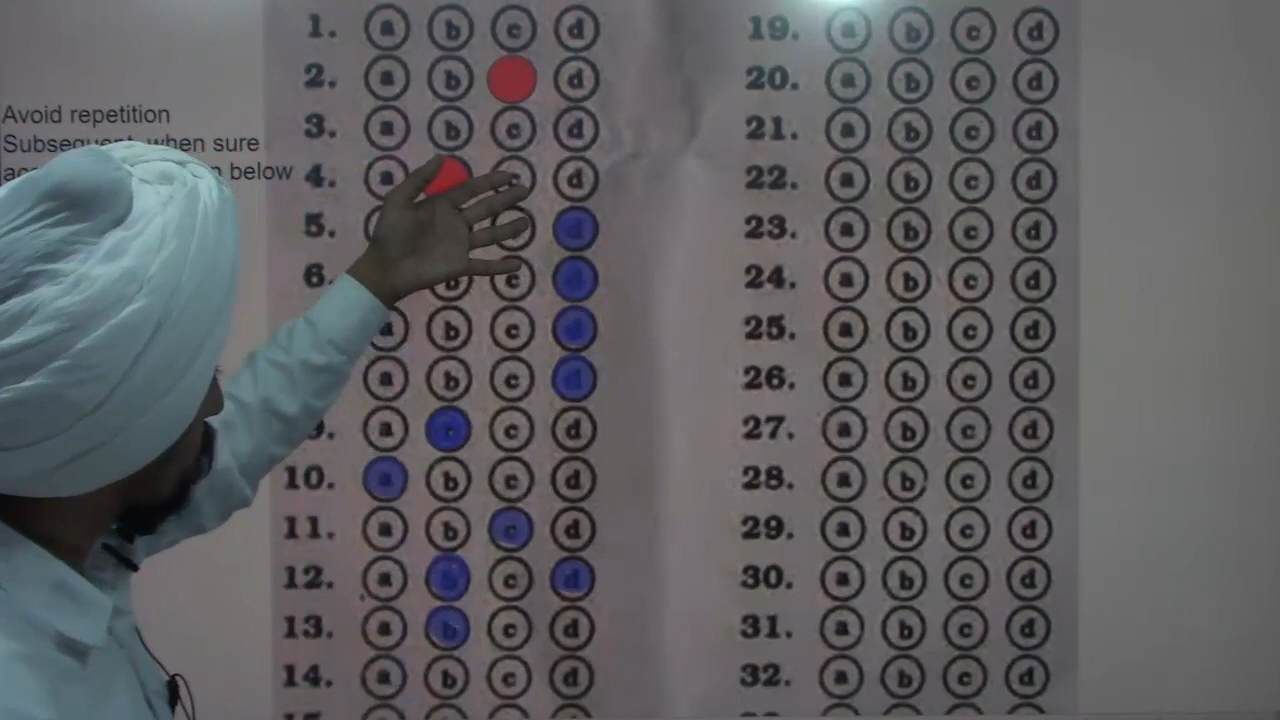 Avoid repetition
when sure
below
1. a b c d
2. a b d
3. a b c d
4. a c d
5. c d
6. b c d
a b c d
a b c d
a b c d
10. a b c d
11. a b c d
12. a b c d
13. a b c d
14. a b c d
19. a b c d
20. a b c d
21. a b c d
22. a b c d
23. a b c d
24. a b c d
25. a b c d
26. a b c d
27. a b c d
28. a b c d
29. a b c d
30. a b c d
31. a b c d
32. a b c d